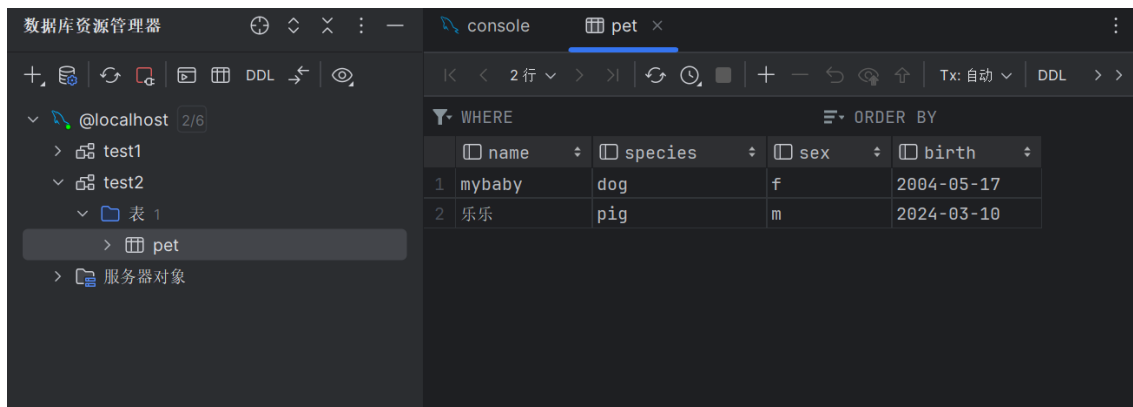 数据库资源管理器
console
pet
DDL
2 行
Tx: 自动
DDL
@localhost 2/6
WHERE
ORDER BY
test1
name species sex birth
test2
1 mybaby dog f 2004-05-17
表 1
2 乐乐 pig m 2024-03-10
pet
服务器对象